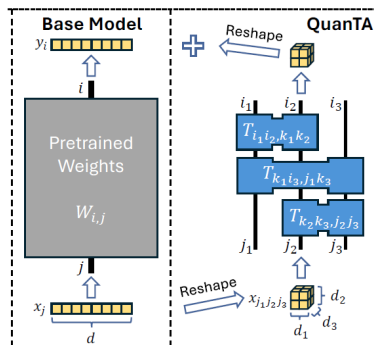 Base Model
y_i
i
Pretrained
Weights
W_{i,j}
j
x_j
d
QuanTA
Reshape
i_1 i_2 i_3
T_{i_1 i_2, k_1 k_2}
T_{k_1 i_3, j_1 k_3}
T_{k_2 k_3, j_2 j_3}
j_1 j_2 j_3
Reshape
x_{j_1 j_2 j_3}
d_2
d_3
d_1